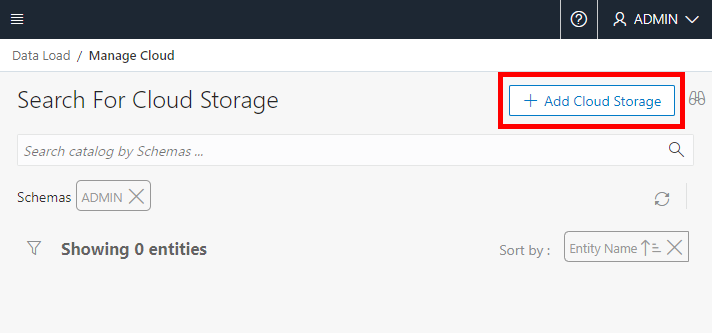 ADMIN
Data Load / Manage Cloud
Search For Cloud Storage
+ Add Cloud Storage
Search catalog by Schemas ...
Schemas ADMIN
Showing 0 entities
Sort by : Entity Name